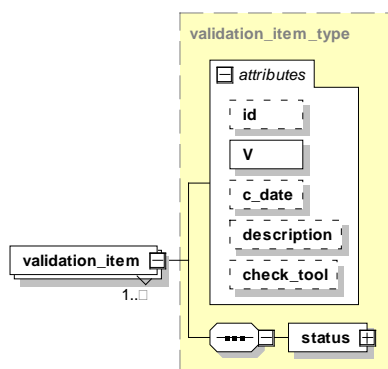 validation_item_type
attributes
id
V
c_date
description
check_tool
validation_item
1..
status